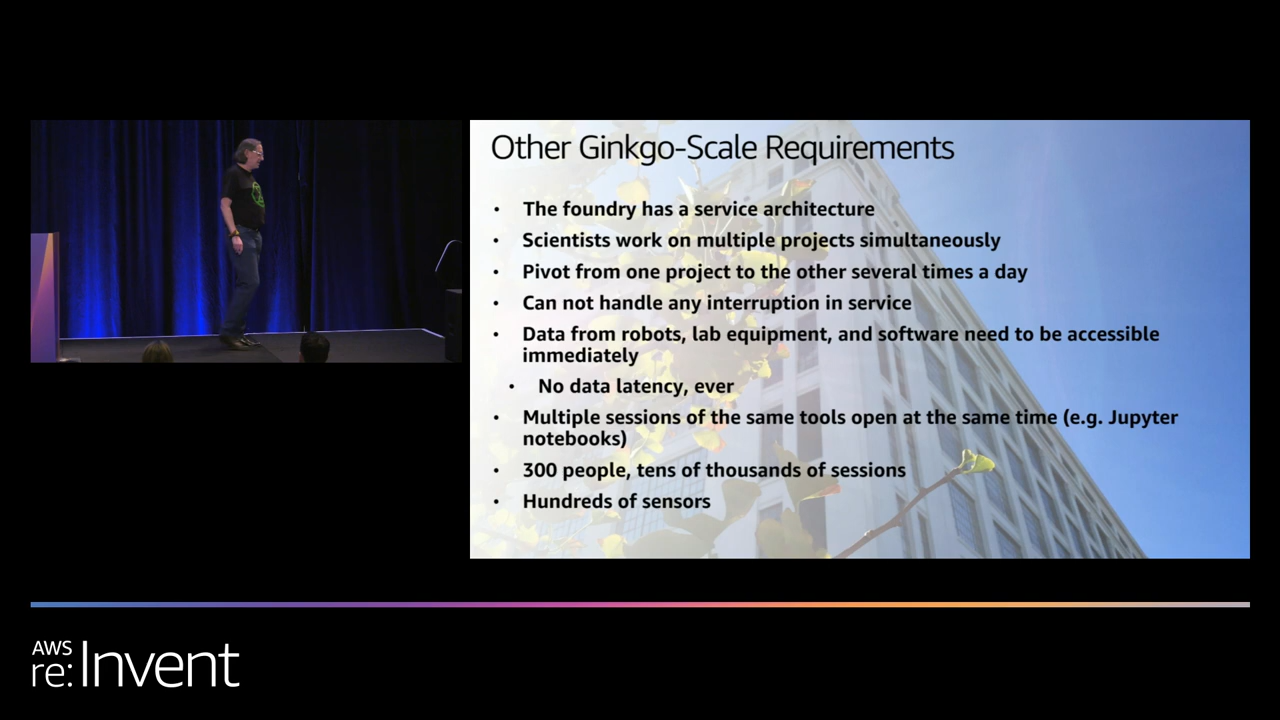 Other Ginkgo-Scale Requirements
• The foundry has a service architecture
• Scientists work on multiple projects simultaneously
• Pivot from one project to the other several times a day
• Can not handle any interruption in service
• Data from robots, lab equipment, and software need to be accessible
immediately
• No data latency, ever
• Multiple sessions of the same tools open at the same time (e.g. Jupyter
notebooks)
• 300 people, tens of thousands of sessions
• Hundreds of sensors
AWS
re:Invent